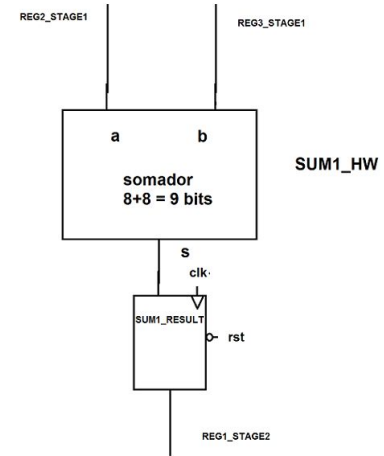 REG2_STAGE1
REG3_STAGE1
a
b
SUM1_HW
somador
8+8 = 9 bits
s
clk
SUM1_RESULT
rst
REG1_STAGE2